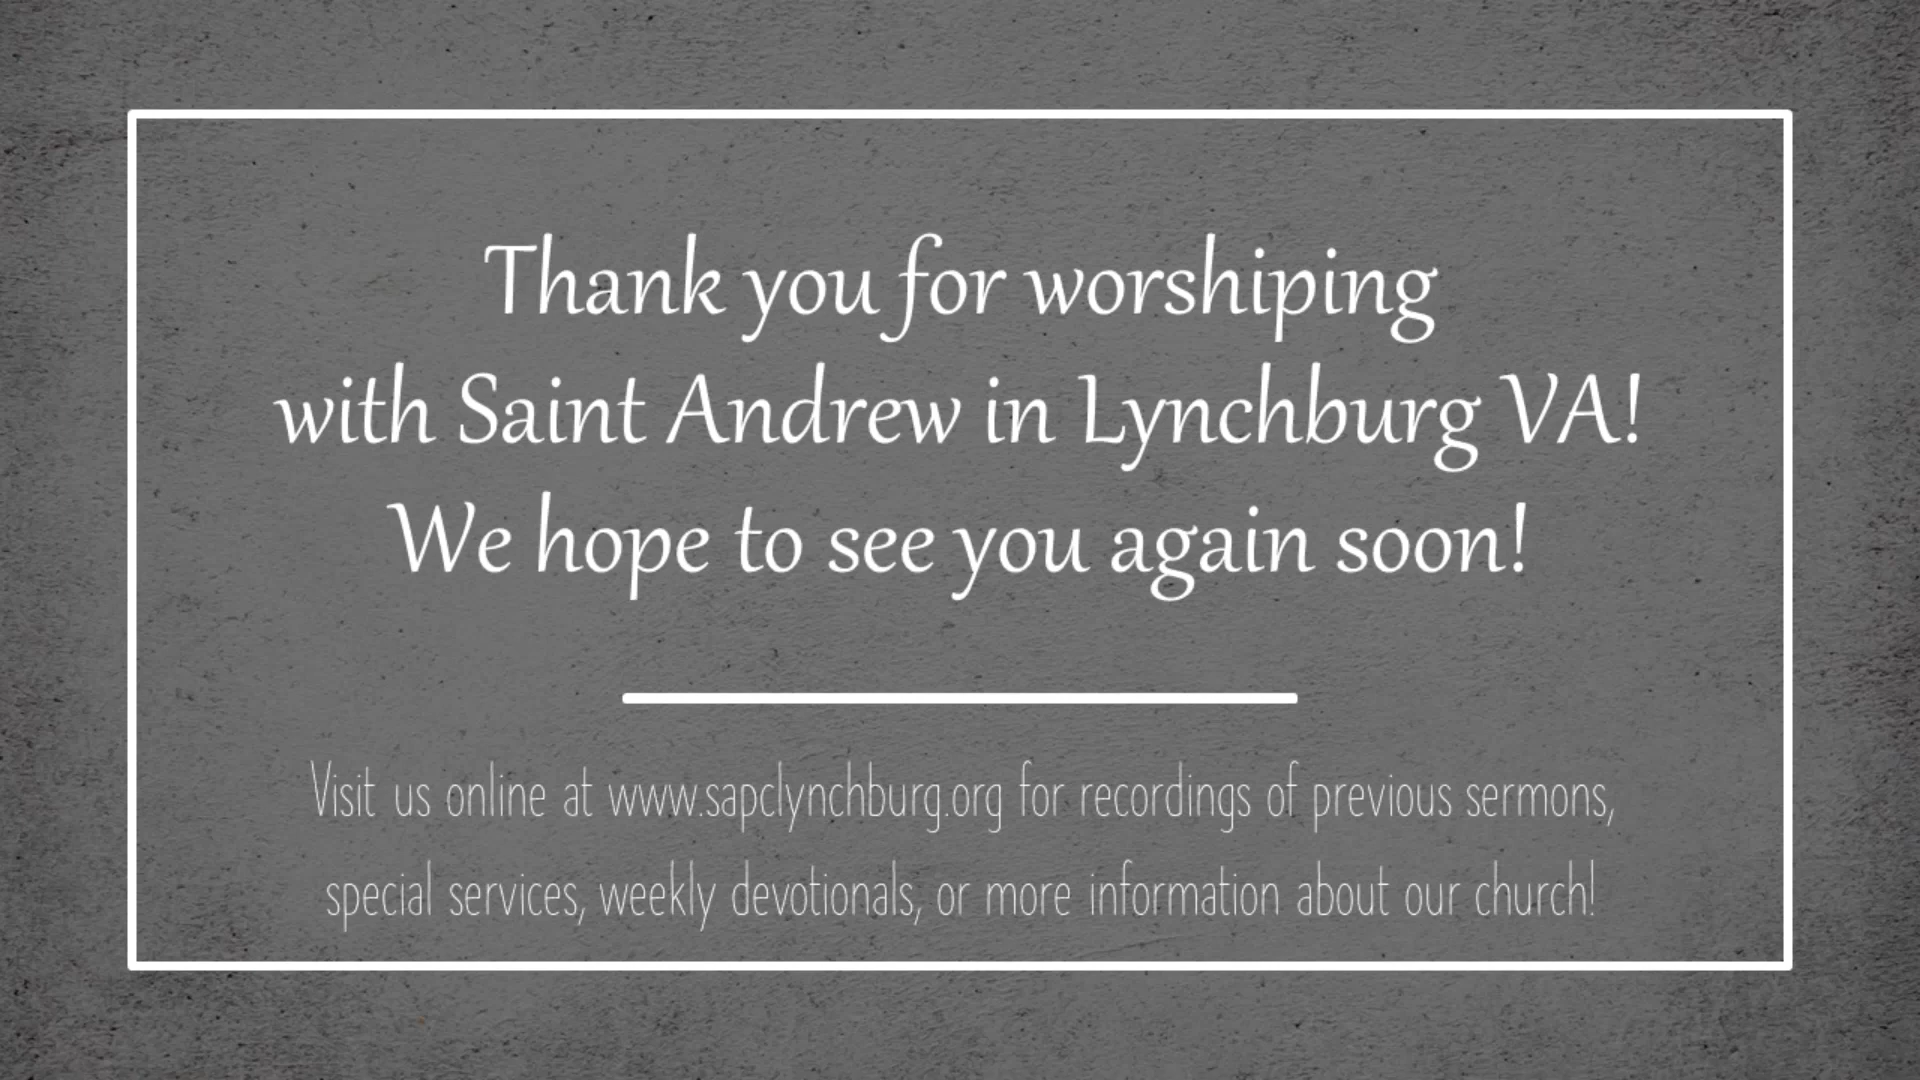 Thank you for worshiping
with Saint Andrew in Lynchburg VA!
We hope to see you again soon!
Visit us online at www.sapclynchburg.org for recordings of previous sermons,
special services, weekly devotionals, or more information about our church!